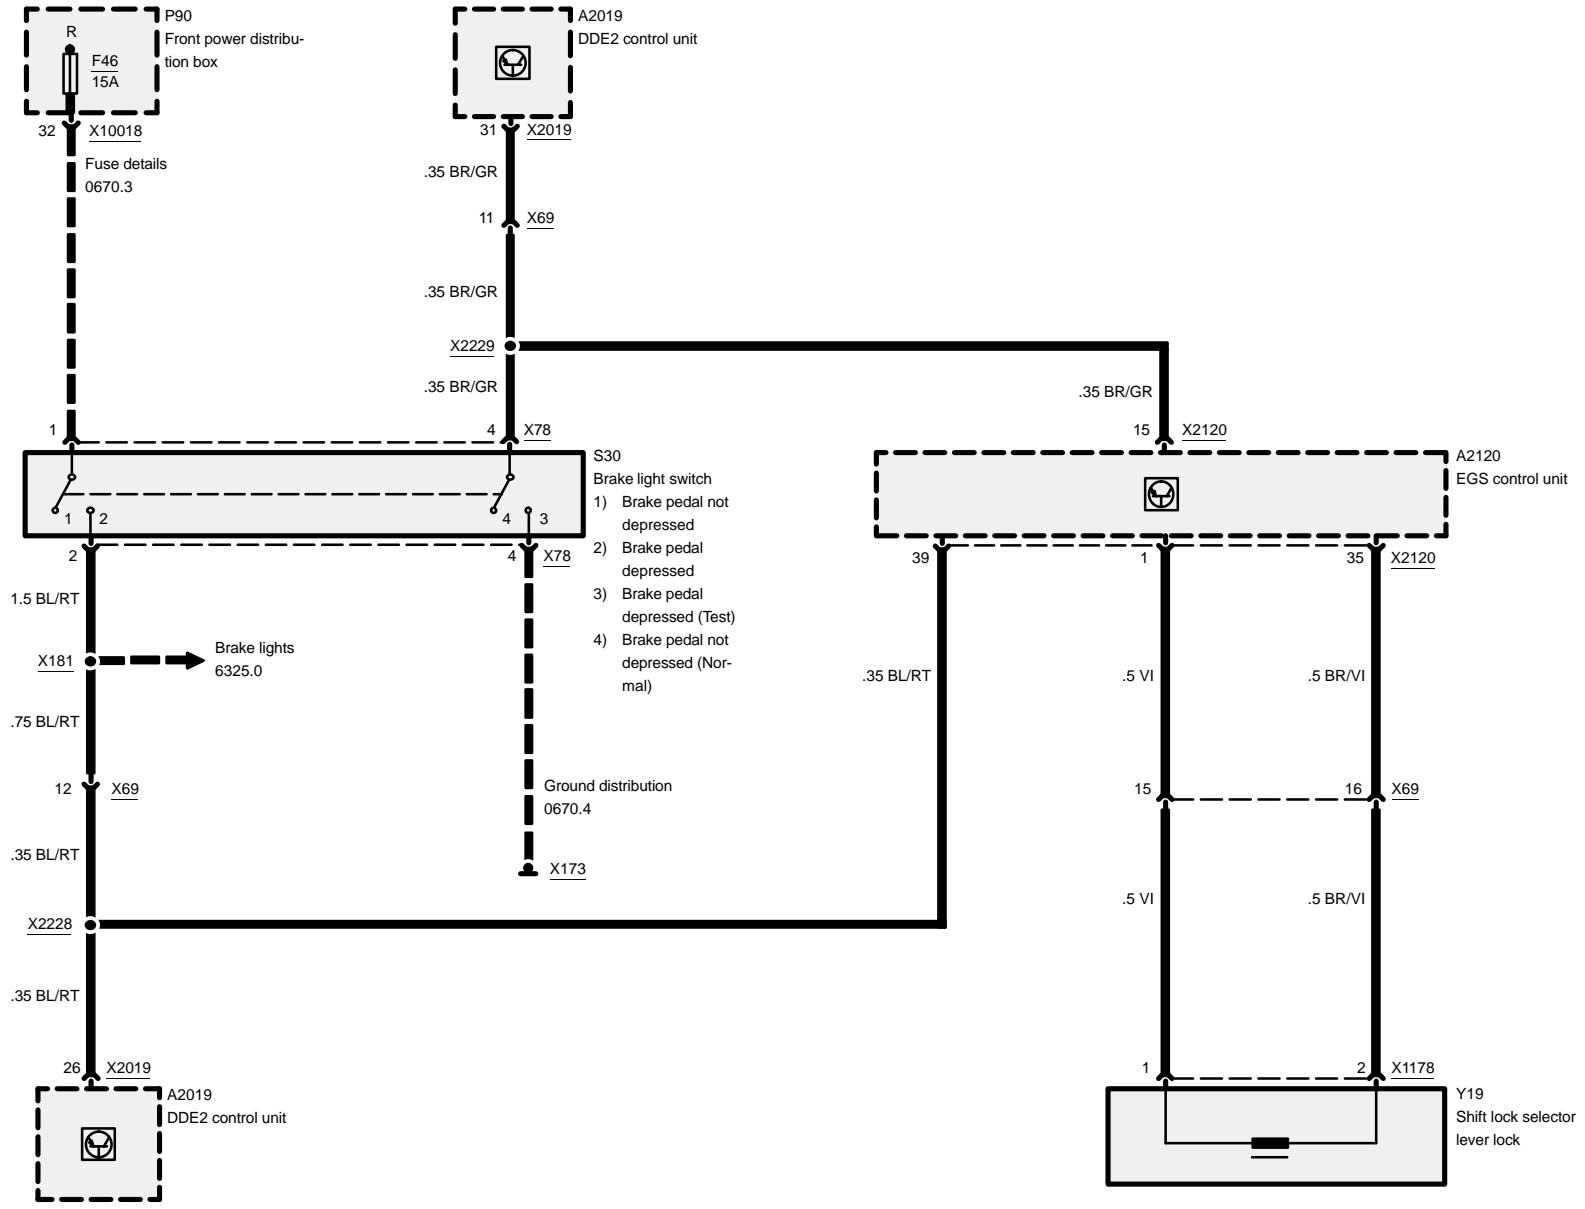 P90
Front power distribu-
tion box
R
F46
15A
32
X10018
Fuse details
0670.3
A2019
DDE2 control unit
31
X2019
.35 BR/GR
11
X69
.35 BR/GR
X2229
.35 BR/GR
.35 BR/GR
1
4
X78
15
X2120
S30
Brake light switch
1) Brake pedal not
depressed
2) Brake pedal
depressed
3) Brake pedal
depressed (Test)
4) Brake pedal not
depressed (Nor-
mal)
1
2
4
3
A2120
EGS control unit
2
4
X78
39
1
35
X2120
1.5 BL/RT
X181
Brake lights
6325.0
.35 BL/RT
.5 VI
.5 BR/VI
.75 BL/RT
12
X69
Ground distribution
0670.4
15
16
X69
.35 BL/RT
X173
X2228
.5 VI
.5 BR/VI
.35 BL/RT
26
X2019
A2019
DDE2 control unit
1
2
X1178
Y19
Shift lock selector
lever lock